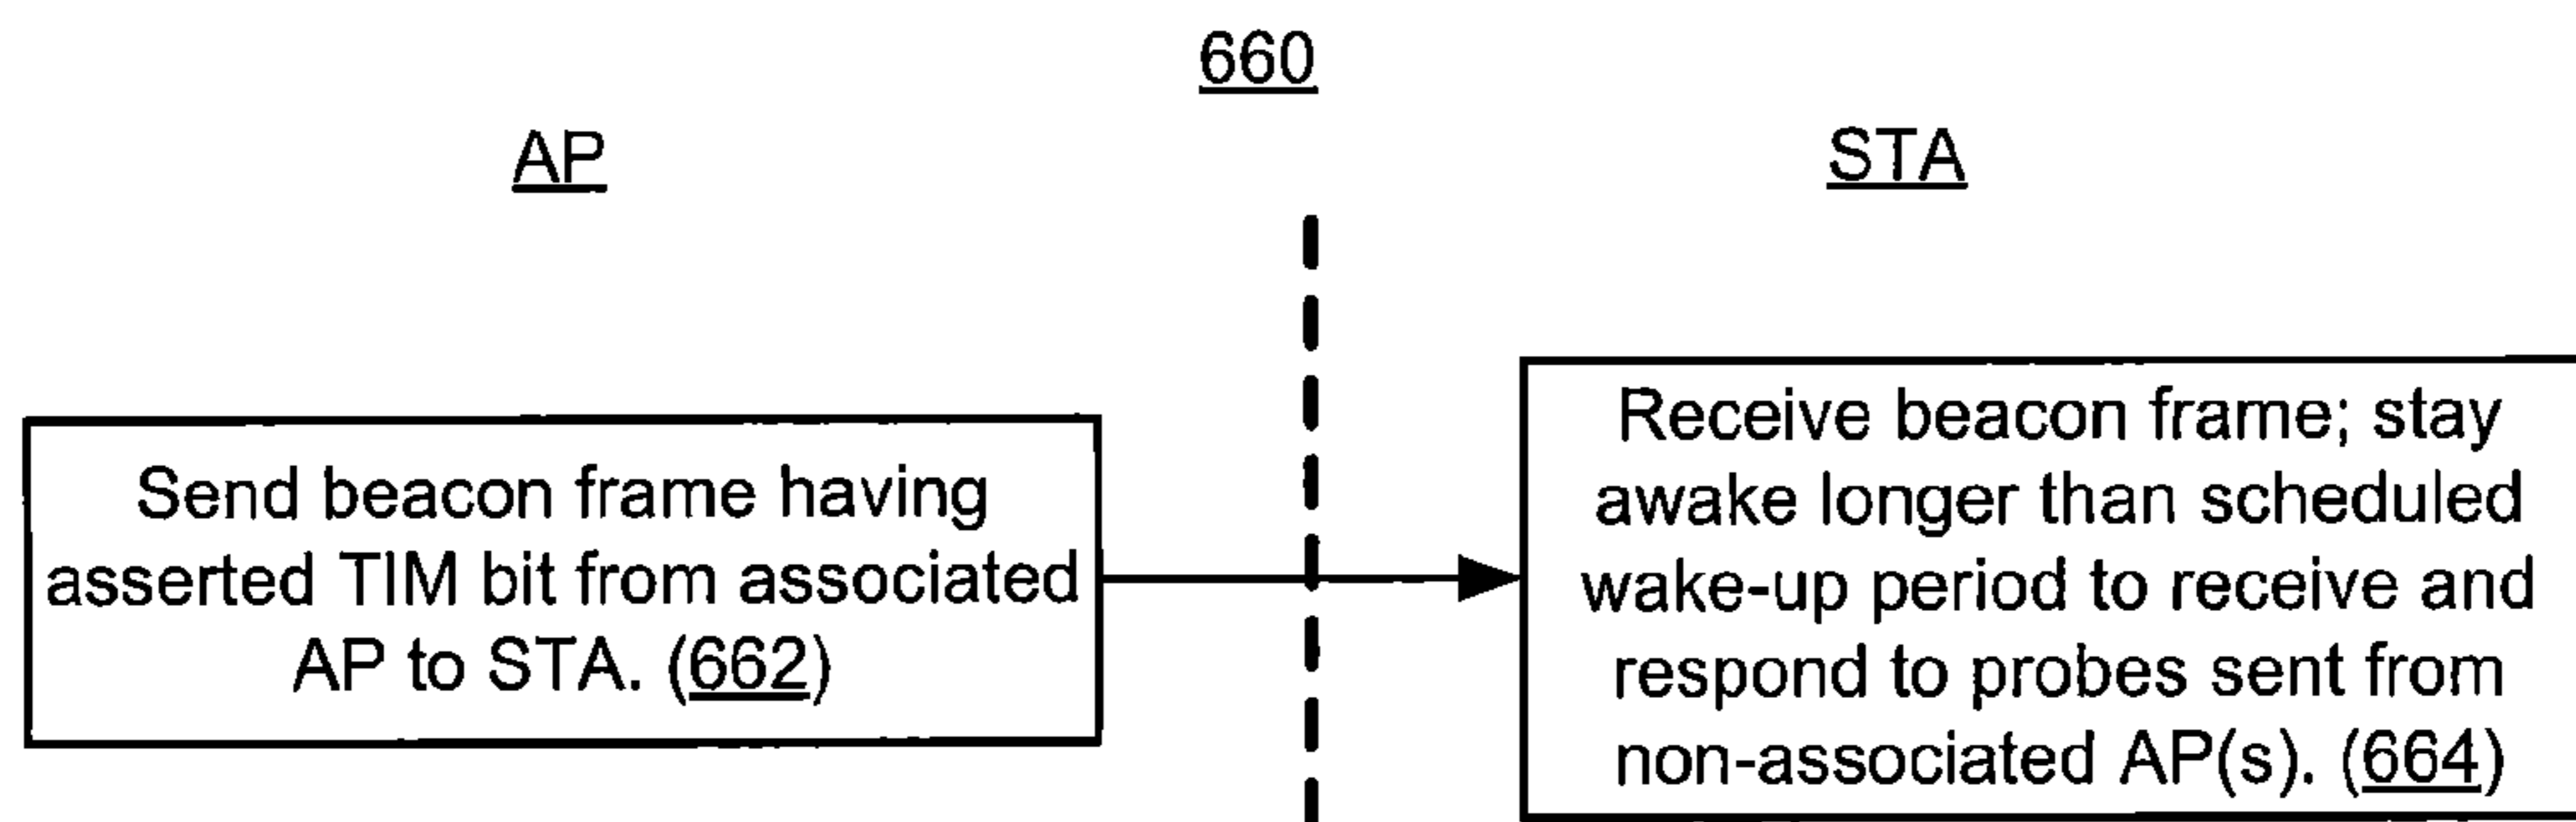 660
AP
STA
Send beacon frame having
asserted TIM bit from associated
AP to STA. (662)
Receive beacon frame; stay
awake longer than scheduled
wake-up period to receive and
respond to probes sent from
non-associated AP(s). (664)